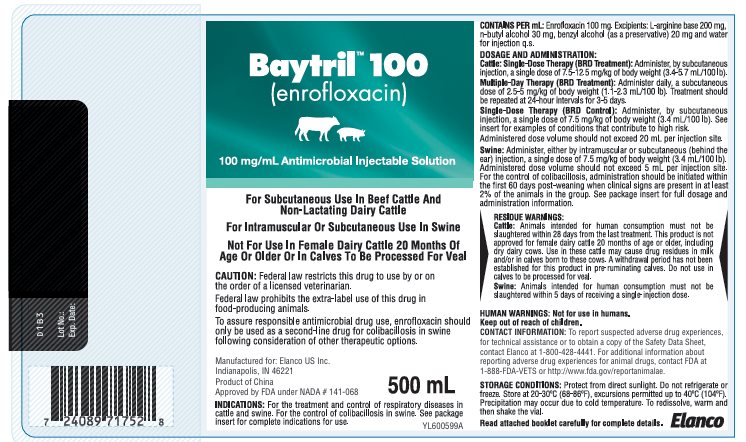 D1B3
Lot No.:
Exp. Date:
7 24089 71752 8
Baytril™ 100
(enrofloxacin)
100 mg/mL Antimicrobial Injectable Solution
For Subcutaneous Use In Beef Cattle And
Non-Lactating Dairy Cattle
For Intramuscular Or Subcutaneous Use In Swine
Not For Use In Female Dairy Cattle 20 Months Of
Age Or Older Or In Calves To Be Processed For Veal
CAUTION: Federal law restricts this drug to use by or on
the order of a licensed veterinarian.
Federal law prohibits the extra-label use of this drug in
food-producing animals.
To assure responsible antimicrobial drug use, enrofloxacin should
only be used as a second-line drug for colibacillosis in swine
following consideration of other therapeutic options.
Manufactured for: Elanco US Inc.
Indianapolis, IN 46221
Product of China
Approved by FDA under NADA # 141-068
500 mL
INDICATIONS: For the treatment and control of respiratory diseases in
cattle and swine. For the control of colibacillosis in swine. See package
insert for complete indications for use.
YL600599A
CONTAINS PER mL: Enrofloxacin 100 mg. Excipients: L-arginine base 200 mg,
n-butyl alcohol 30 mg, benzyl alcohol (as a preservative) 20 mg and water
for injection q.s.
DOSAGE AND ADMINISTRATION:
Cattle: Single-Dose Therapy (BRD Treatment): Administer, by subcutaneous
injection, a single dose of 7.5-12.5 mg/kg of body weight (3.4-5.7 mL/100 lb).
Multiple-Day Therapy (BRD Treatment): Administer daily, a subcutaneous
dose of 2.5-5 mg/kg of body weight (1.1-2.3 mL/100 lb). Treatment should
be repeated at 24-hour intervals for 3-5 days.
Single-Dose Therapy (BRD Control): Administer, by subcutaneous
injection, a single dose of 7.5 mg/kg of body weight (3.4 mL/100 lb). See
insert for examples of conditions that contribute to high risk.
Administered dose volume should not exceed 20 mL per injection site.
Swine: Administer, either by intramuscular or subcutaneous (behind the
ear) injection, a single dose of 7.5 mg/kg of body weight (3.4 mL/100 lb).
Administered dose volume should not exceed 5 mL per injection site.
For the control of colibacillosis, administration should be initiated within
the first 60 days post-weaning when clinical signs are present in at least
2% of the animals in the group. See package insert for full dosage and
administration information.
RESIDUE WARNINGS:
Cattle: Animals intended for human consumption must not be
slaughtered within 28 days from the last treatment. This product is not
approved for female dairy cattle 20 months of age or older, including
dry dairy cows. Use in these cattle may cause drug residues in milk
and/or in calves born to these cows. A withdrawal period has not been
established for this product in pre-ruminating calves. Do not use in
calves to be processed for veal.
Swine: Animals intended for human consumption must not be
slaughtered within 5 days of receiving a single-injection dose.
HUMAN WARNINGS: Not for use in humans.
Keep out of reach of children.
CONTACT INFORMATION: To report suspected adverse drug experiences,
for technical assistance or to obtain a copy of the Safety Data Sheet,
contact Elanco at 1-800-428-4441. For additional information about
reporting adverse drug experiences for animal drugs, contact FDA at
1-888-FDA-VETS or http://www.fda.gov/reportanimalae.
STORAGE CONDITIONS: Protect from direct sunlight. Do not refrigerate or
freeze. Store at 20-30°C (68-86°F), excursions permitted up to 40°C (104°F).
Precipitation may occur due to cold temperature. To redissolve, warm and
then shake the vial.
Read attached booklet carefully for complete details.
Elanco